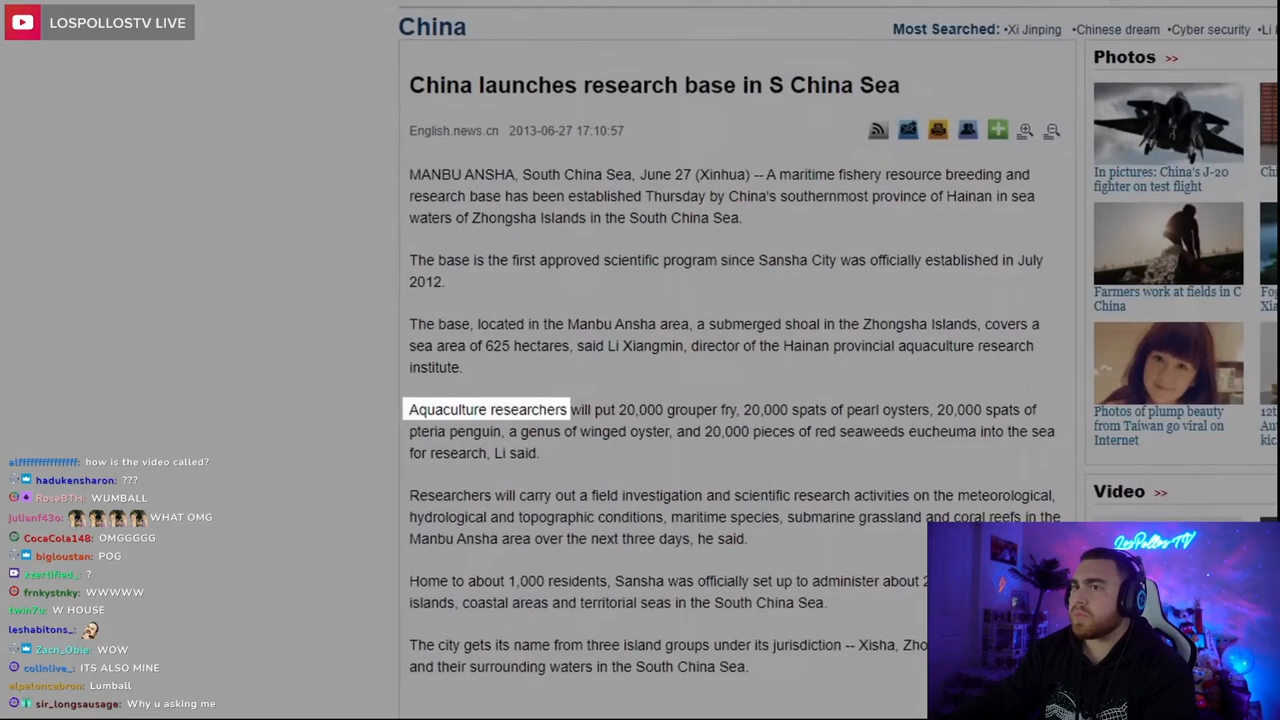 LOSPOLLOSTV LIVE
China
Most Searched: •Xi Jinping •Chinese dream •Cyber security
China launches research base in S China Sea
English.news.cn 2013-06-27 17:10:57
MANBU ANSHA, South China Sea, June 27 (Xinhua) -- A maritime fishery resource breeding and
research base has been established Thursday by China's southernmost province of Hainan in sea
waters of Zhongsha Islands in the South China Sea.
The base is the first approved scientific program since Sansha City was officially established in July
2012.
The base, located in the Manbu Ansha area, a submerged shoal in the Zhongsha Islands, covers a
sea area of 625 hectares, said Li Xiangmin, director of the Hainan provincial aquaculture research
institute.
Aquaculture researchers will put 20,000 grouper fry, 20,000 spats of pearl oysters, 20,000 spats of
pteria penguin, a genus of winged oyster, and 20,000 pieces of red seaweeds eucheuma into the sea
for research, Li said.
Researchers will carry out a field investigation and scientific research activities on the meteorological,
hydrological and topographic conditions, maritime species, submarine grassland and coral reefs in the
Manbu Ansha area over the next three days, he said.
Home to about 1,000 residents, Sansha was officially set up to administer about
islands, coastal areas and territorial seas in the South China Sea.
The city gets its name from three island groups under its jurisdiction -- Xisha,
and their surrounding waters in the South China Sea.
Photos >>
In pictures: China's J-20
fighter on test flight
Farmers work at fields in C
China
Photos of plump beauty
from Taiwan go viral on
Internet
Video >>
how is the video called?
hadukensharon: ???
RoseBTH: WUMBALL
julianf43o: WHAT OMG
CocaCola148: OMGGGGG
bigloustan: POG
xzertified_: ?
frnkystnky: WWWWW
twin7u: W HOUSE
leshabitons_:
Zach_Obie: WOW
colinlive_: ITS ALSO MINE
alpeloncebron: Lumball
sir_longsausage: Why u asking me
LosPollos TV